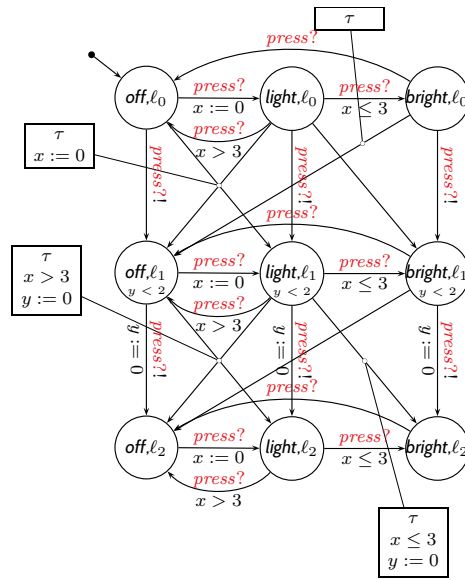 τ
press?
off,ℓ₀
press?
x := 0
light,ℓ₀
press?
x ≤ 3
bright,ℓ₀
press?
x > 3
τ
x := 0
press?!
press?!
press?!
press?
off,ℓ₁
y < 2
press?
x := 0
light,ℓ₁
y < 2
press?
x ≤ 3
bright,ℓ₁
y < 2
press?
x > 3
τ
x > 3
y := 0
y := 0
press?!
y := 0
press?!
y := 0
press?!
press?
off,ℓ₂
press?
x := 0
light,ℓ₂
press?
x ≤ 3
bright,ℓ₂
press?
x > 3
τ
x ≤ 3
y := 0